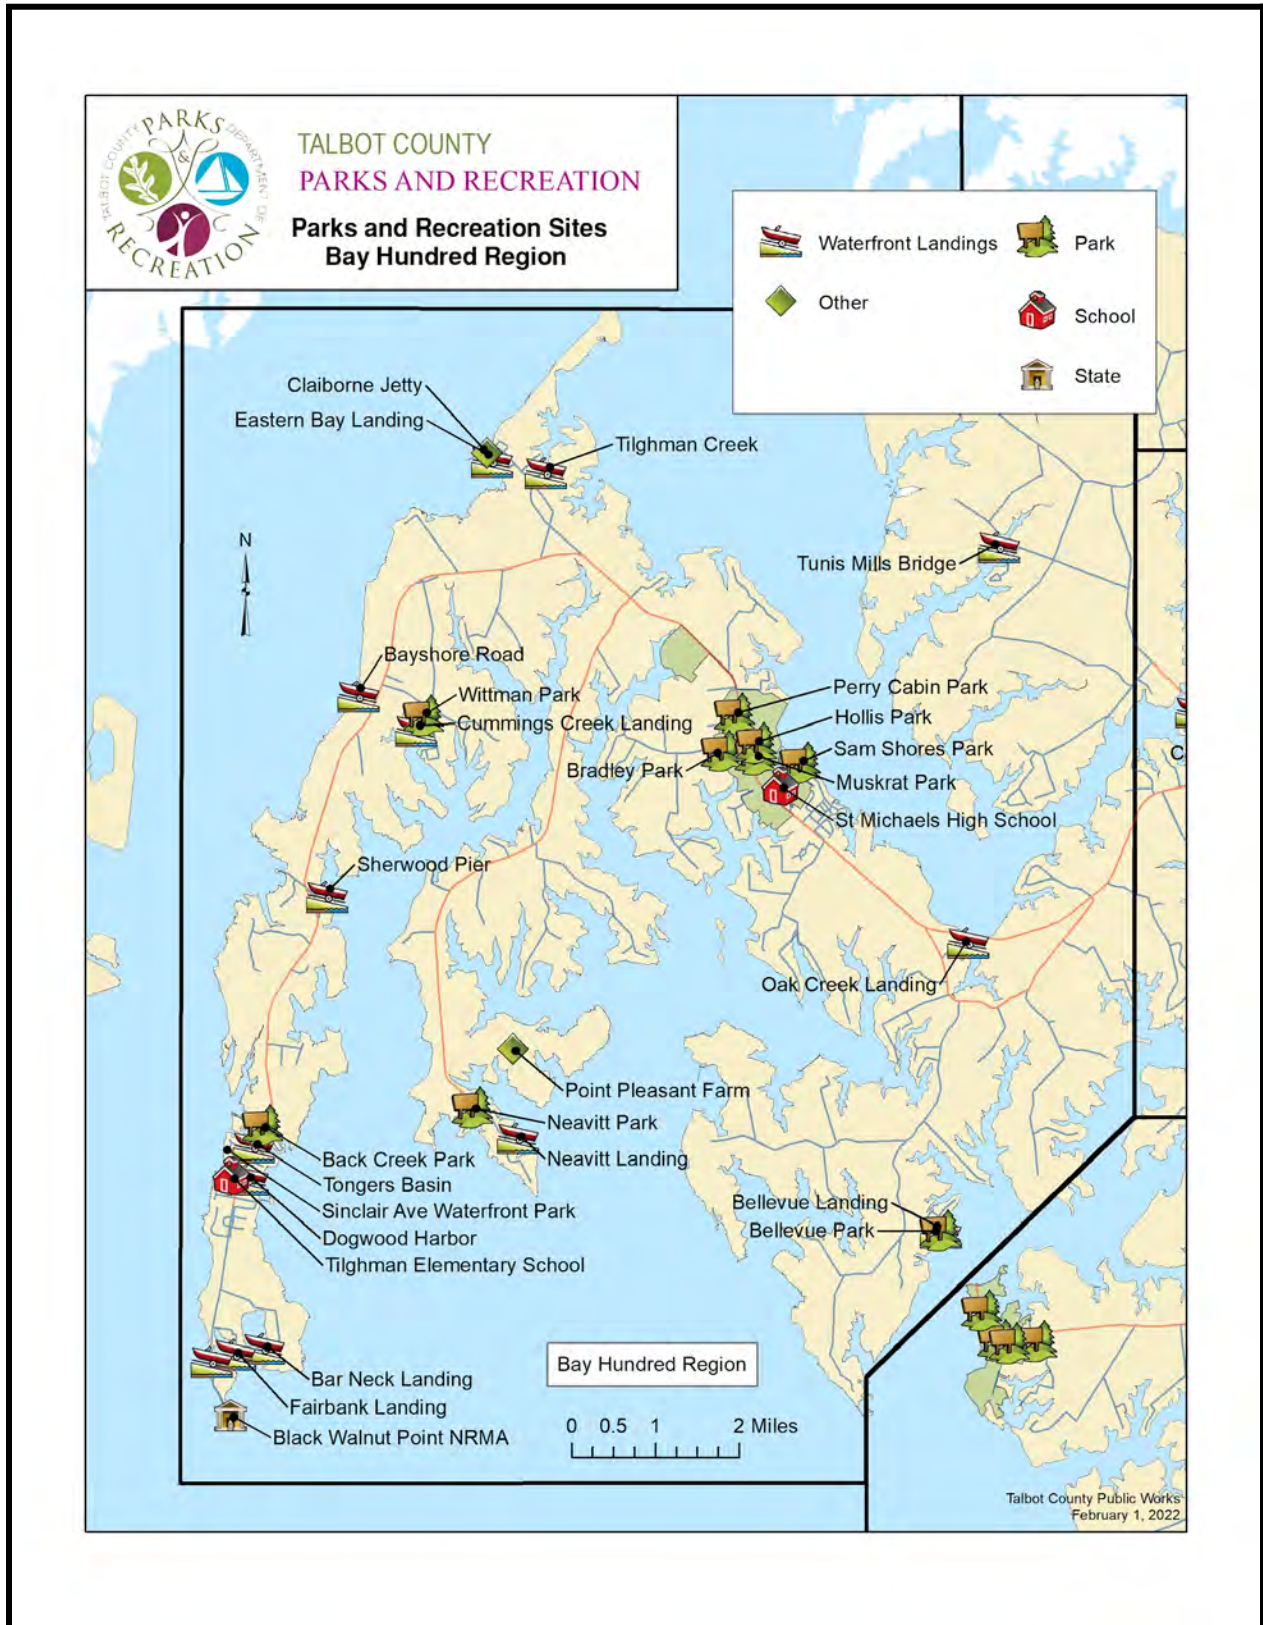 TALBOT COUNTY PARKS & RECREATION DEPARTMENT OF
TALBOT COUNTY
PARKS AND RECREATION
Parks and Recreation Sites
Bay Hundred Region
Waterfront Landings
Park
Other
School
State
Claiborne Jetty
Eastern Bay Landing
Tilghman Creek
N
Tunis Mills Bridge
Bayshore Road
Wittman Park
Cummings Creek Landing
Perry Cabin Park
Hollis Park
Sam Shores Park
Bradley Park
Muskrat Park
St Michaels High School
C
Sherwood Pier
Oak Creek Landing
Point Pleasant Farm
Neavitt Park
Neavitt Landing
Back Creek Park
Tongers Basin
Sinclair Ave Waterfront Park
Dogwood Harbor
Tilghman Elementary School
Bellevue Landing
Bellevue Park
Bar Neck Landing
Fairbank Landing
Black Walnut Point NRMA
Bay Hundred Region
0 0.5 1 2 Miles
Talbot County Public Works
February 1, 2022